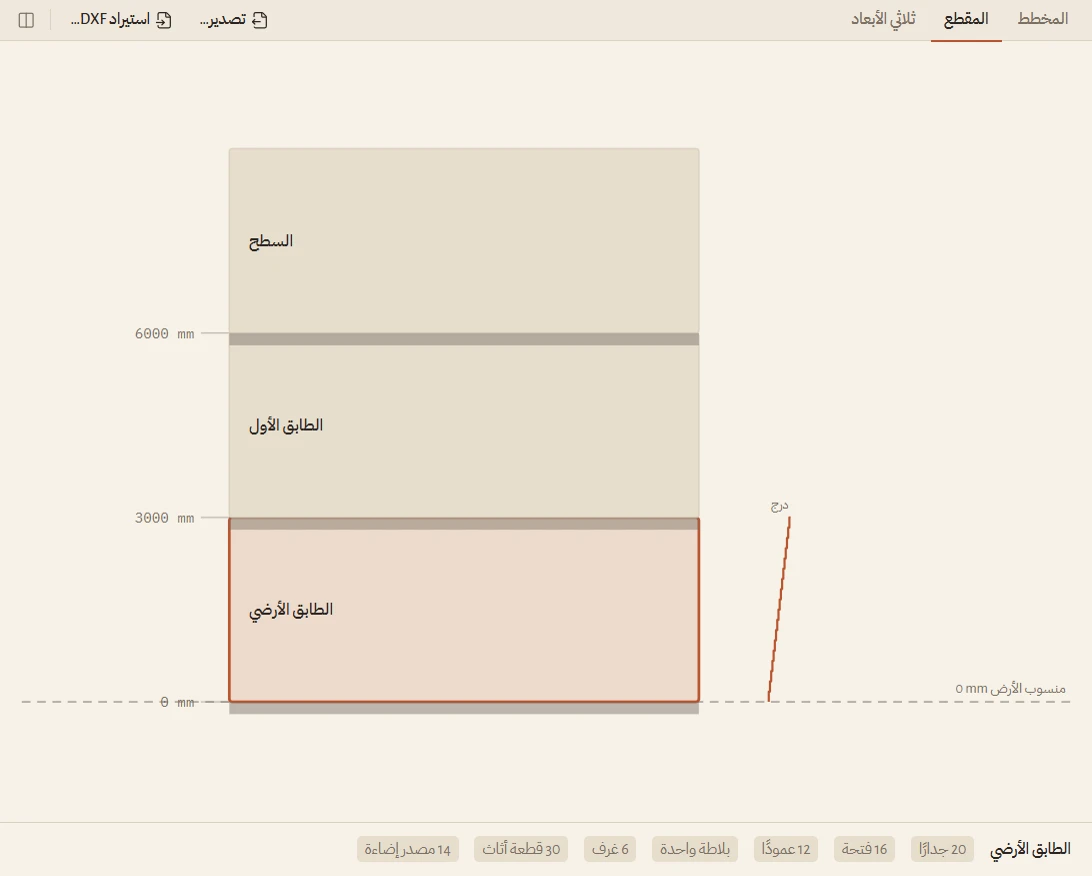 المخطط
المقطع
ثلاثي الأبعاد
تصدير...
استيراد DXF...
السطح
6000 mm
الطابق الأول
3000 mm
درج
الطابق الأرضي
منسوب الأرض 0 mm
0 mm
الطابق الأرضي
20 جدارًا
16 فتحة
12 عمودًا
بلاطة واحدة
6 غرف
30 قطعة أثاث
14 مصدر إضاءة